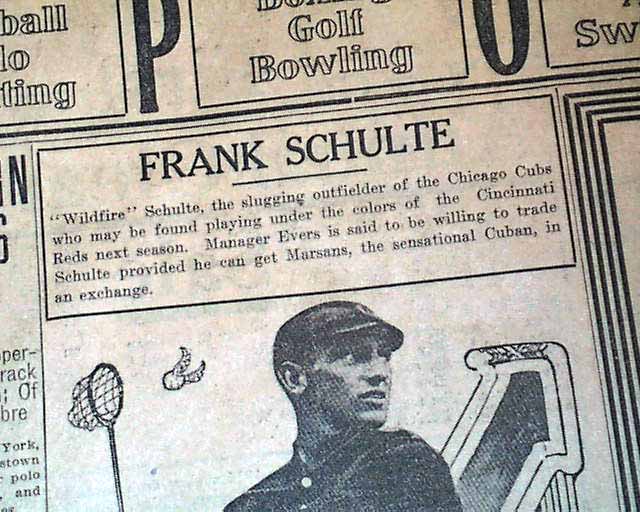 ball
Golf
Bowling
P
O
Sw
FRANK SCHULTE
"Wildfire" Schulte, the slugging outfielder of the Chicago Cubs
who may be found playing under the colors of the Cincinnati
Reds next season. Manager Evers is said to be willing to trade
Schulte provided he can get Marsans, the sensational Cuban, in
an exchange.
per-
rack
; Of
bre
York,
stown
polo
, and